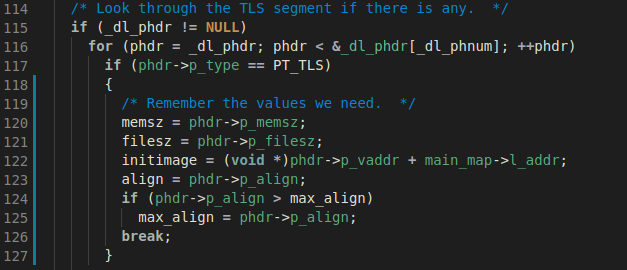 114 /* Look through the TLS segment if there is any.  */
115 if (_dl_phdr != NULL)
116 for (phdr = _dl_phdr; phdr < &_dl_phdr[_dl_phnum]; ++phdr)
117 if (phdr->p_type == PT_TLS)
118 {
119 /* Remember the values we need.  */
120 memsz = phdr->p_memsz;
121 filesz = phdr->p_filesz;
122 initimage = (void *)phdr->p_vaddr + main_map->l_addr;
123 align = phdr->p_align;
124 if (phdr->p_align > max_align)
125 max_align = phdr->p_align;
126 break;
127 }